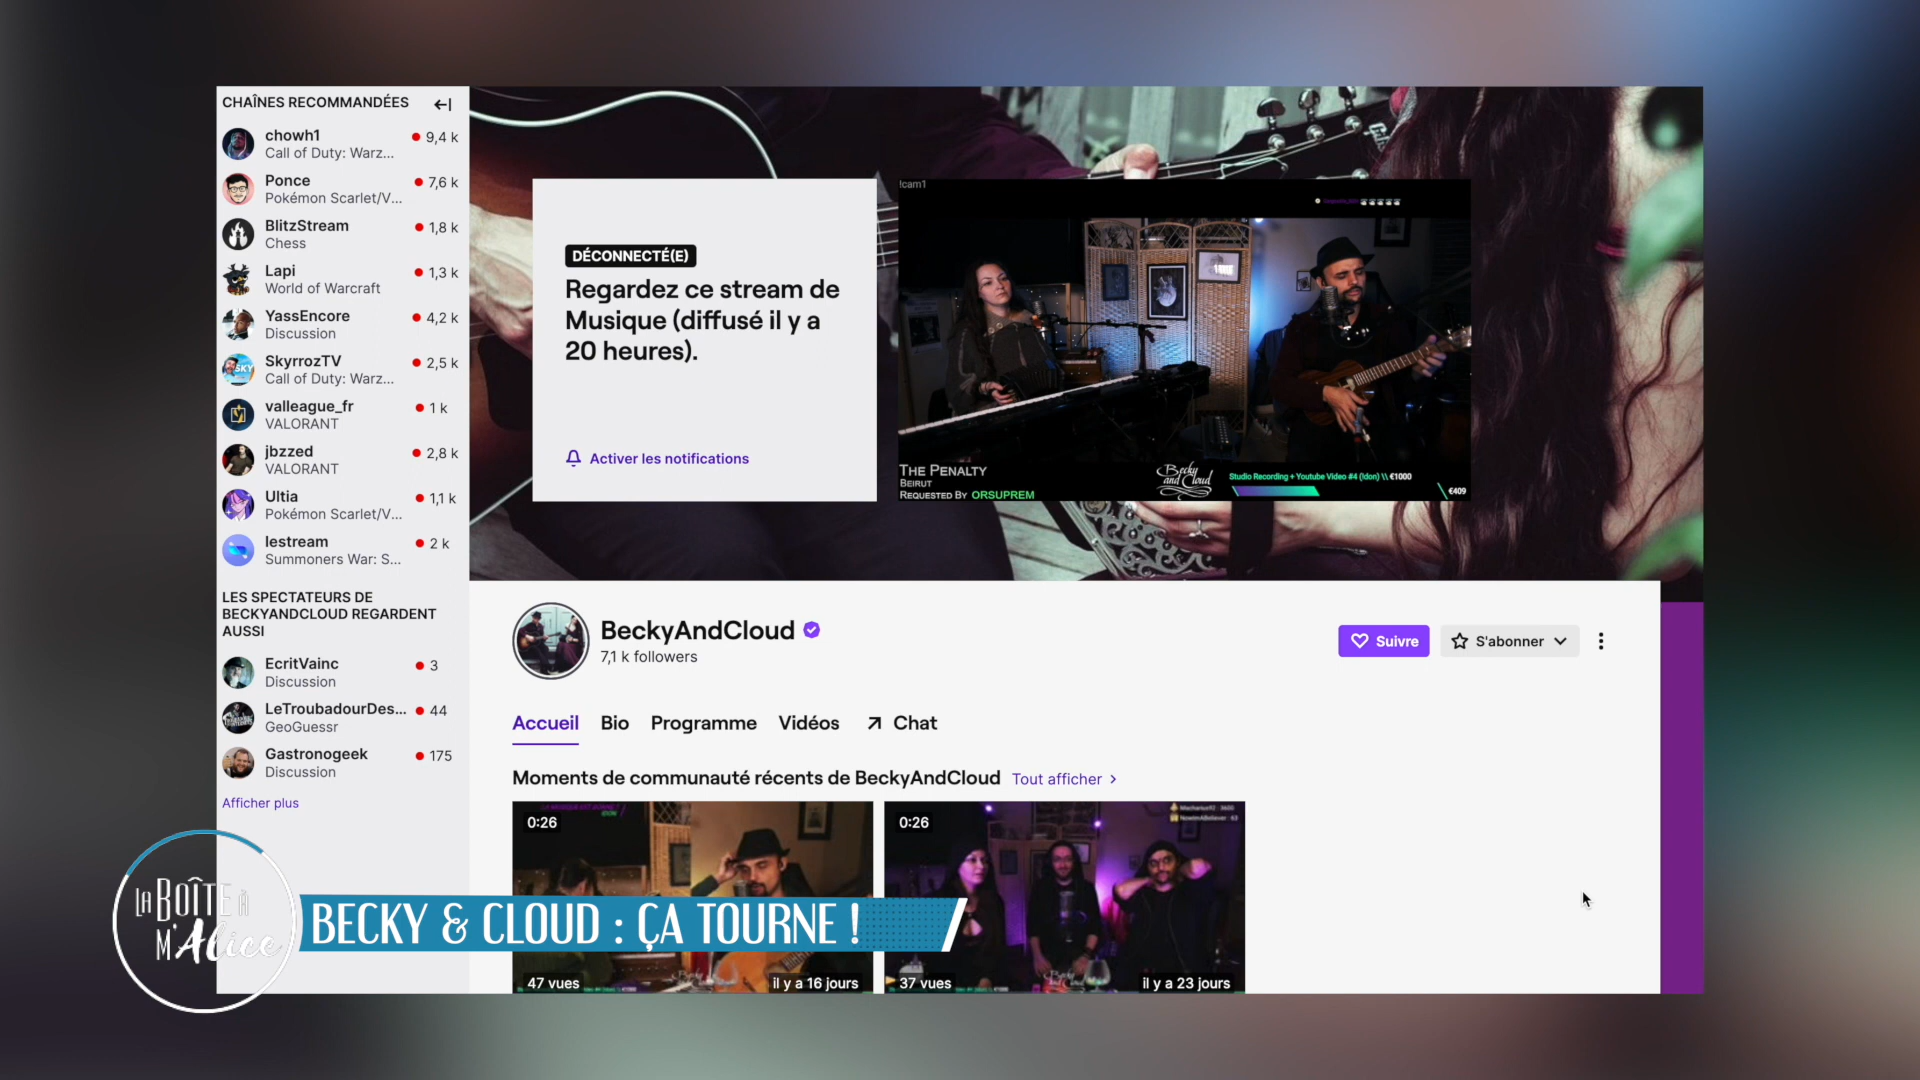 CHAÎNES RECOMMANDÉES
chowh1
9,4 k
Call of Duty: Warz...
Ponce
7,6 k
Pokémon Scarlet/V...
BlitzStream
1,8 k
Chess
Lapi
1,3 k
World of Warcraft
YassEncore
4,2 k
Discussion
SkyrrozTV
2,5 k
Call of Duty: Warz...
valleague_fr
1 k
VALORANT
jbzzed
2,8 k
VALORANT
Ultia
1,1 k
Pokémon Scarlet/V...
lestream
2 k
Summoners War: S...
LES SPECTATEURS DE
BECKYANDCLOUD REGARDENT
AUSSI
EcritVainc
3
Discussion
LeTroubadourDes...
44
GeoGuessr
Gastronogeek
175
Discussion
Afficher plus
DÉCONNECTÉ(E)
Regardez ce stream de
Musique (diffusé il y a
20 heures).
Activer les notifications
!cam1
THE PENALTY
BEIRUT
REQUESTED BY ORSUPREM
Becky
and Cloud
Studio Recording + Youtube Video #4 (Idon) \\ €1000
€409
BeckyAndCloud
7,1 k followers
Suivre
S'abonner
Accueil
Bio
Programme
Vidéos
Chat
Moments de communauté récents de BeckyAndCloud
Tout afficher
0:26
47 vues
il y a 16 jours
0:26
37 vues
il y a 23 jours
LA BOÎTE À
M'Alice
BECKY & CLOUD : ÇA TOURNE !